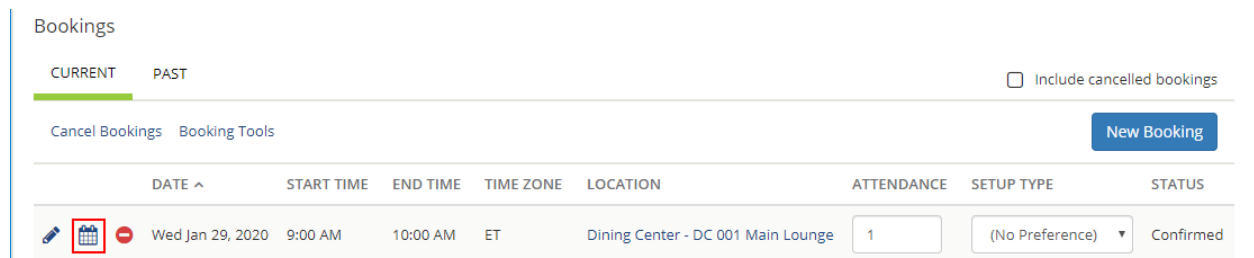 Bookings
CURRENT PAST
Include cancelled bookings
Cancel Bookings Booking Tools New Booking
DATE START TIME END TIME TIME ZONE LOCATION ATTENDANCE SETUP TYPE STATUS
Wed Jan 29, 2020 9:00 AM 10:00 AM ET Dining Center - DC 001 Main Lounge 1 (No Preference) Confirmed